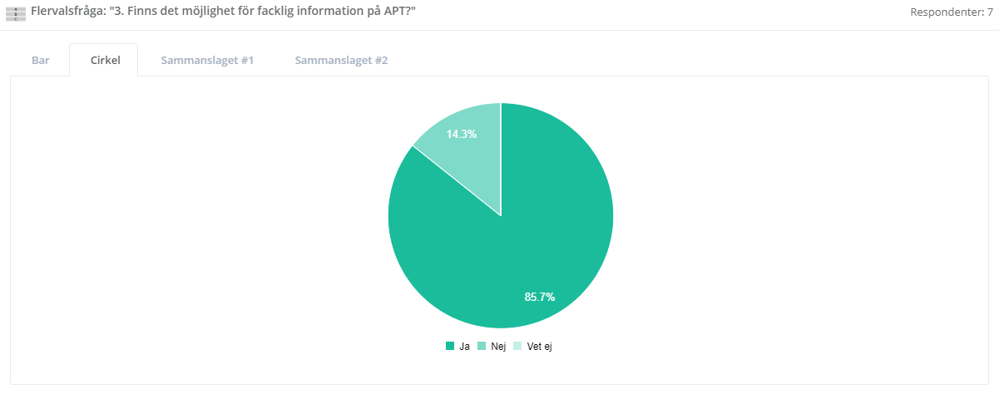 Flervalsfråga: "3. Finns det möjlighet för facklig information på APT?"
Respondenter: 7
Bar
Cirkel
Sammanslaget #1
Sammanslaget #2
14.3%
85.7%
Ja Nej Vet ej